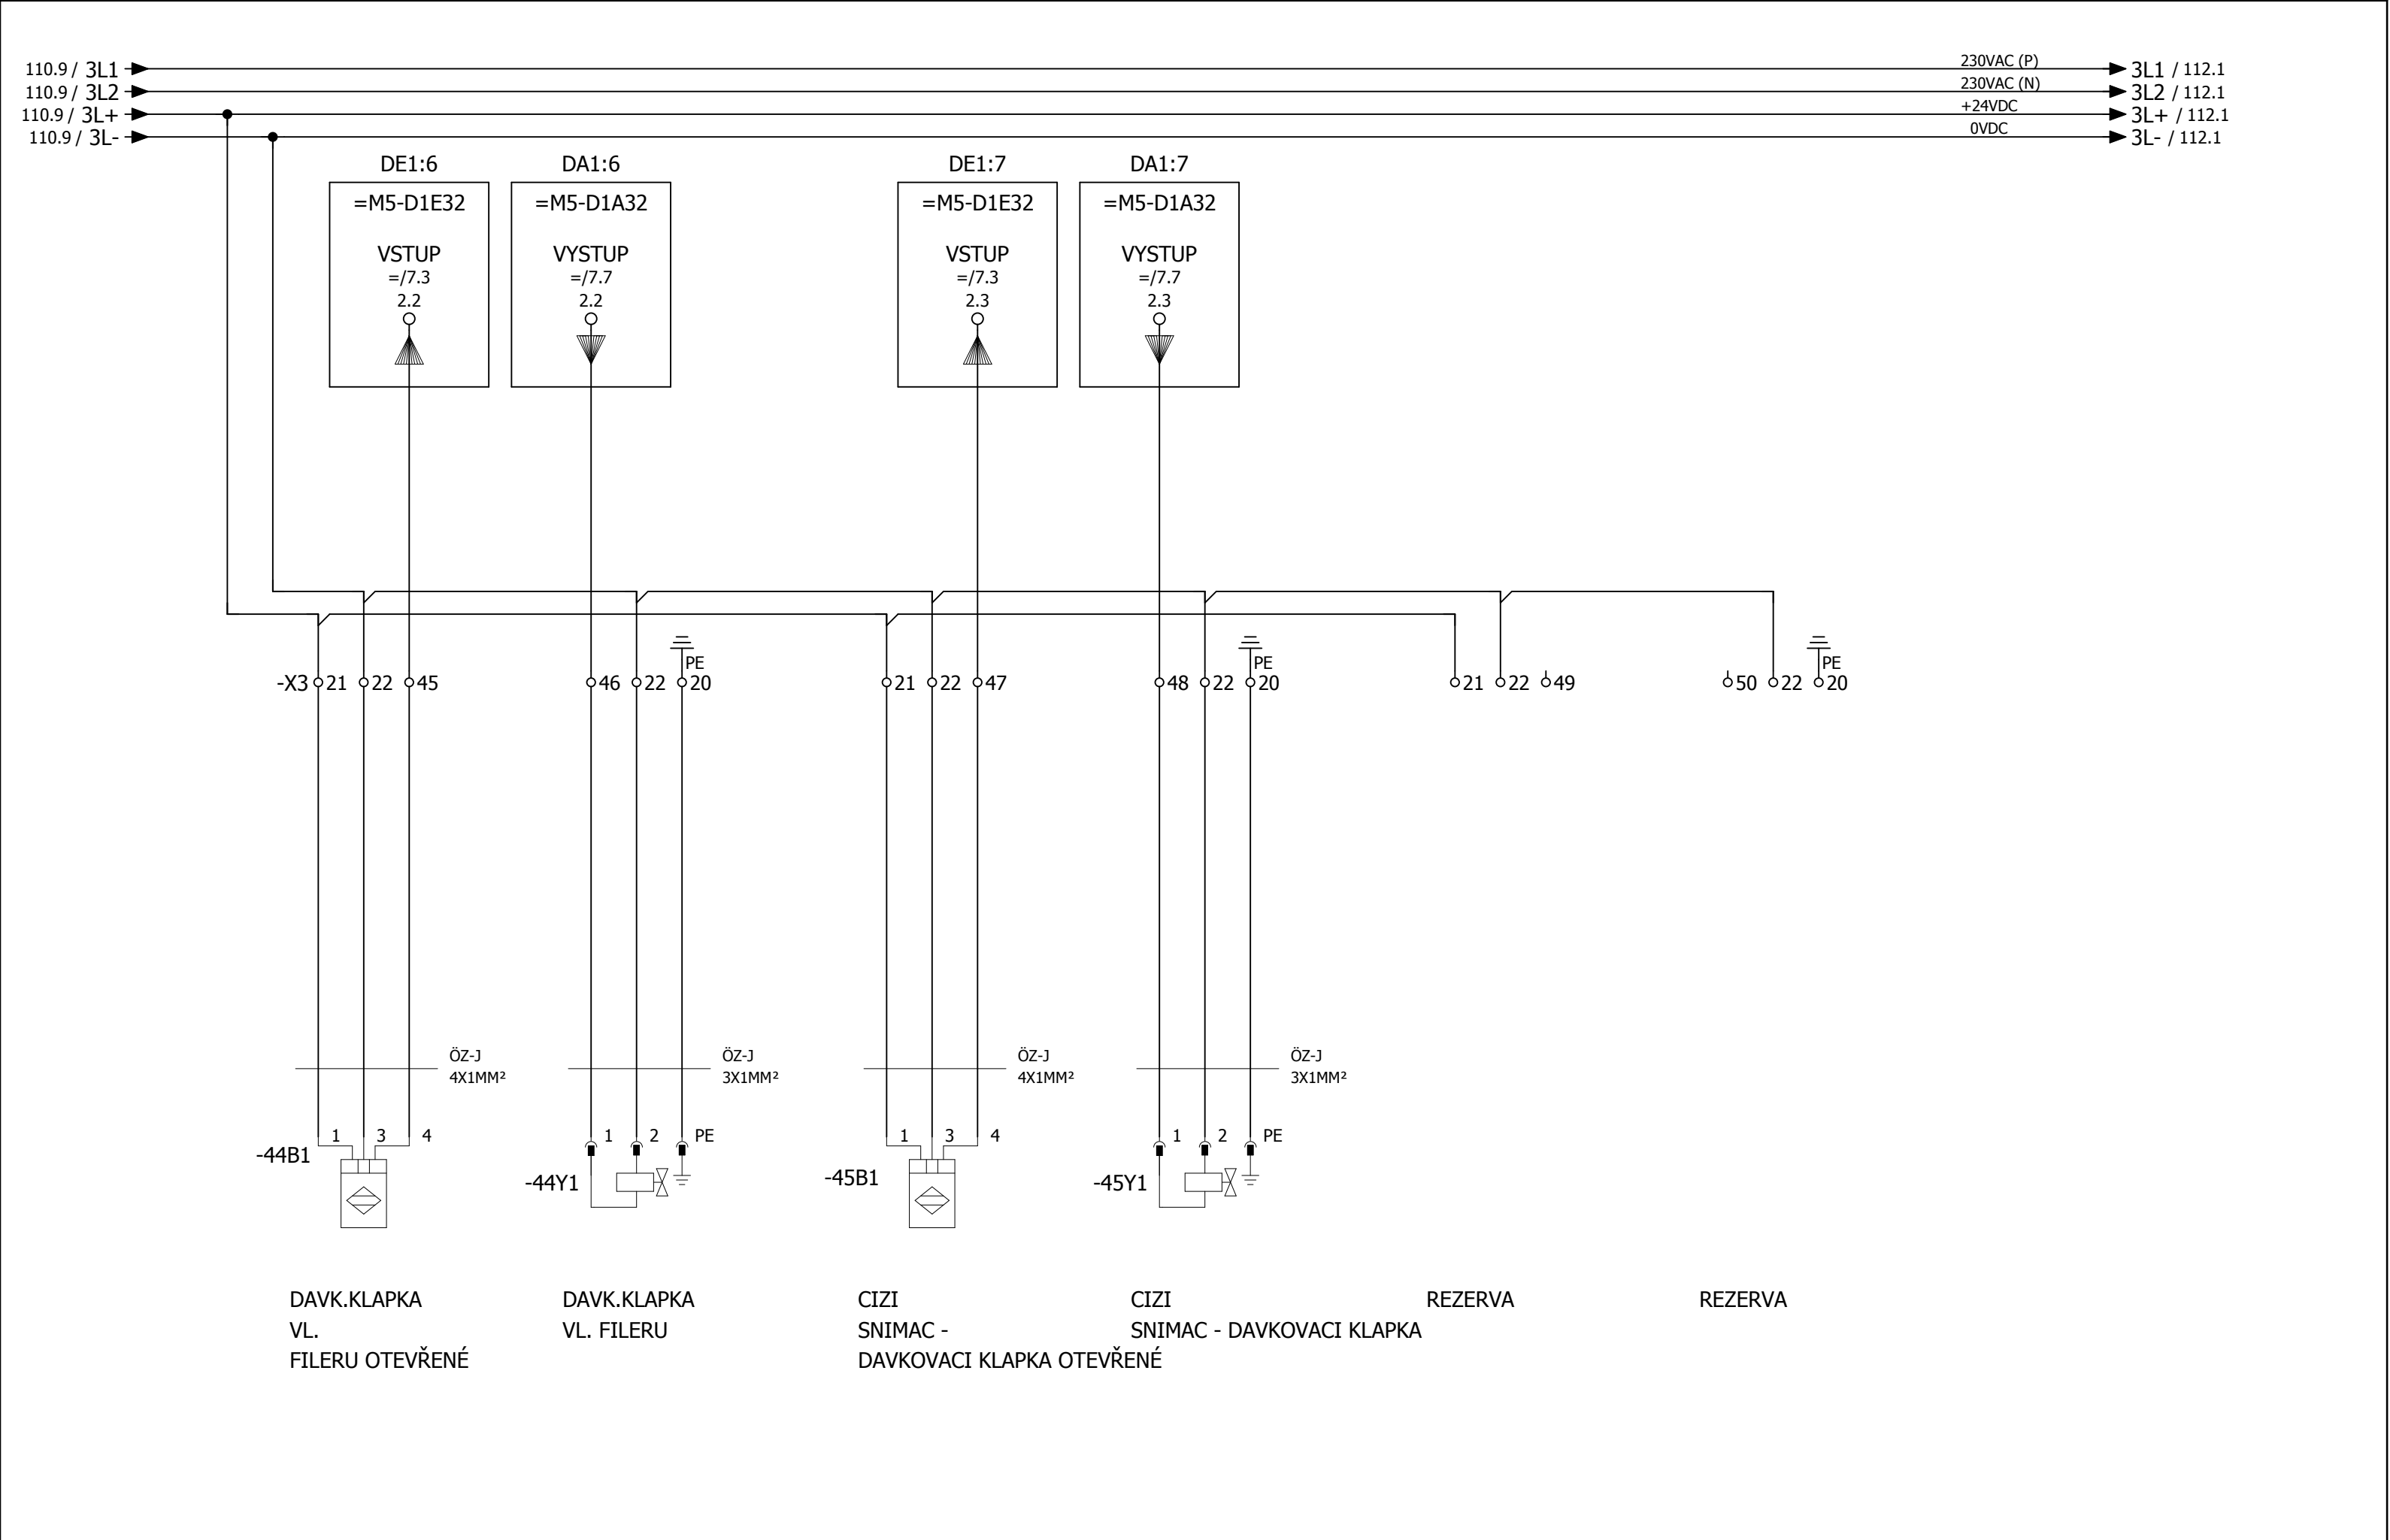 110.9 / 3L1
230VAC (P)
3L1 / 112.1
110.9 / 3L2
230VAC (N)
3L2 / 112.1
110.9 / 3L+
+24VDC
3L+ / 112.1
110.9 / 3L-
0VDC
3L- / 112.1
DE1:6
DA1:6
DE1:7
DA1:7
=M5-D1E32
=M5-D1A32
=M5-D1E32
=M5-D1A32
VSTUP
VYSTUP
VSTUP
VYSTUP
=/7.3
=/7.7
=/7.3
=/7.7
2.2
2.2
2.3
2.3
PE
PE
PE
-X3 21 22 45 46 22 20 21 22 47 48 22 20 21 22 49 50 22 20
ÖZ-J
ÖZ-J
ÖZ-J
ÖZ-J
4X1MM²
3X1MM²
4X1MM²
3X1MM²
1 3 4
1 2 PE
1 3 4
1 2 PE
-44B1
-44Y1
-45B1
-45Y1
DAVK.KLAPKA
VL.
FILERU OTEVŘENÉ
DAVK.KLAPKA
VL. FILERU
CIZI
SNIMAC -
DAVKOVACI KLAPKA OTEVŘENÉ
CIZI
SNIMAC - DAVKOVACI KLAPKA
REZERVA
REZERVA